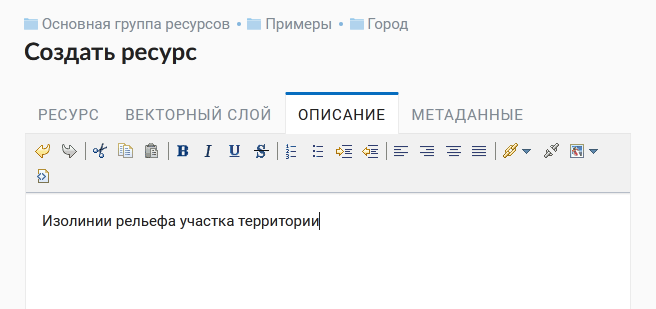 Основная группа ресурсов • Примеры • Город
Создать ресурс
РЕСУРС ВЕКТОРНЫЙ СЛОЙ ОПИСАНИЕ МЕТАДАННЫЕ
B I U S
Изолинии рельефа участка территории